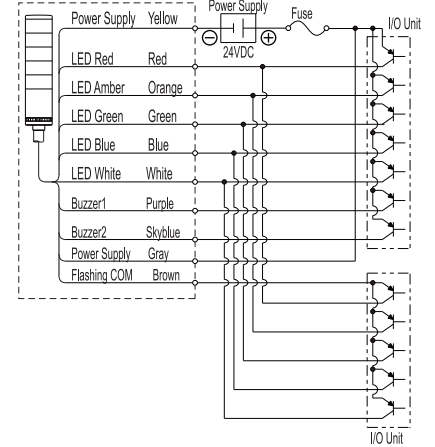 Power Supply Yellow
Power Supply
Fuse
I/O Unit
24VDC
LED Red Red
LED Amber Orange
LED Green Green
LED Blue Blue
LED White White
Buzzer1 Purple
Buzzer2 Skyblue
Power Supply Gray
Flashing COM Brown
I/O Unit